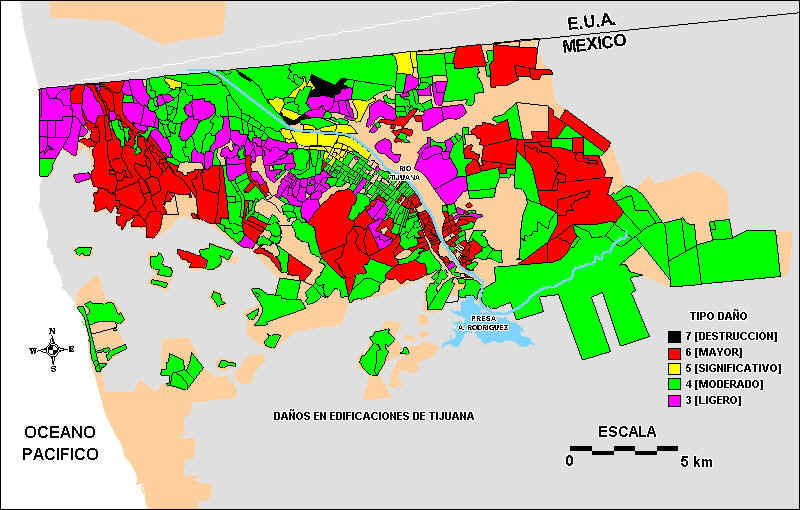 E.U.A.
MEXICO
RIO
TIJUANA
PRESA
A. RODRIGUEZ
TIPO DAÑO
7 [DESTRUCCION]
6 [MAYOR]
5 [SIGNIFICATIVO]
4 [MODERADO]
3 [LIGERO]
N
W E
S
DAÑOS EN EDIFICACIONES DE TIJUANA
OCEANO
PACIFICO
ESCALA
0 5 km